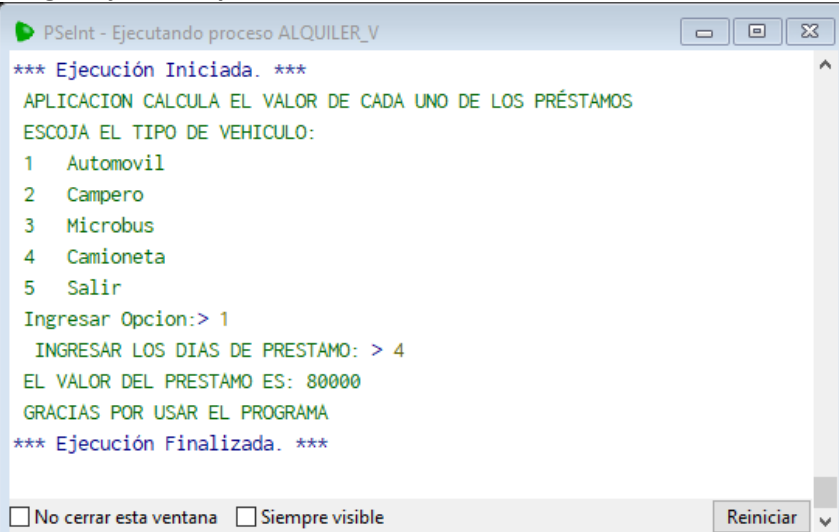 PSeInt - Ejecutando proceso ALQUILER_V
*** Ejecución Iniciada. ***
APLICACION CALCULA EL VALOR DE CADA UNO DE LOS PRÉSTAMOS
ESCOJA EL TIPO DE VEHICULO:
1 Automovil
2 Campero
3 Microbus
4 Camioneta
5 Salir
Ingresar Opcion:> 1
INGRESAR LOS DIAS DE PRESTAMO: > 4
EL VALOR DEL PRESTAMO ES: 80000
GRACIAS POR USAR EL PROGRAMA
*** Ejecución Finalizada. ***
No cerrar esta ventana Siempre visible Reiniciar